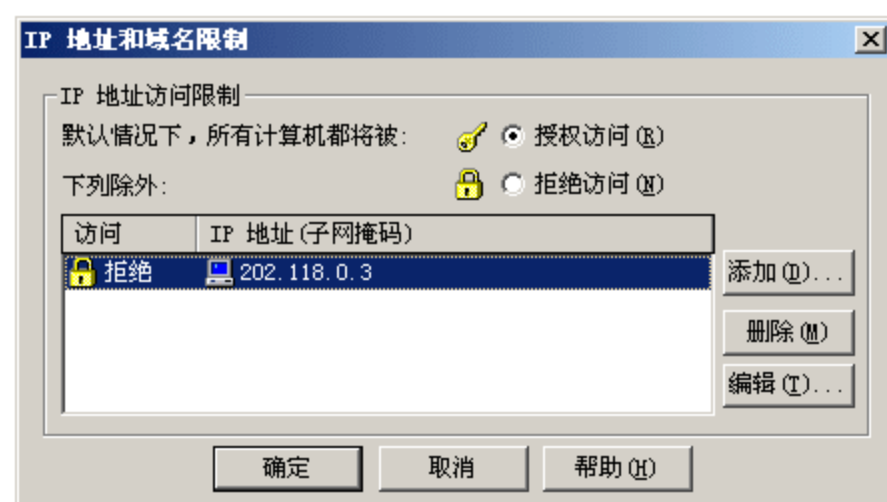 IP 地址和域名限制
IP 地址访问限制
默认情况下，所有计算机都将被: 授权访问(R)
下列除外: 拒绝访问(N)
访问 IP 地址(子网掩码)
拒绝 202.118.0.3
添加(D)...
删除(M)
编辑(T)...
确定 取消 帮助(H)